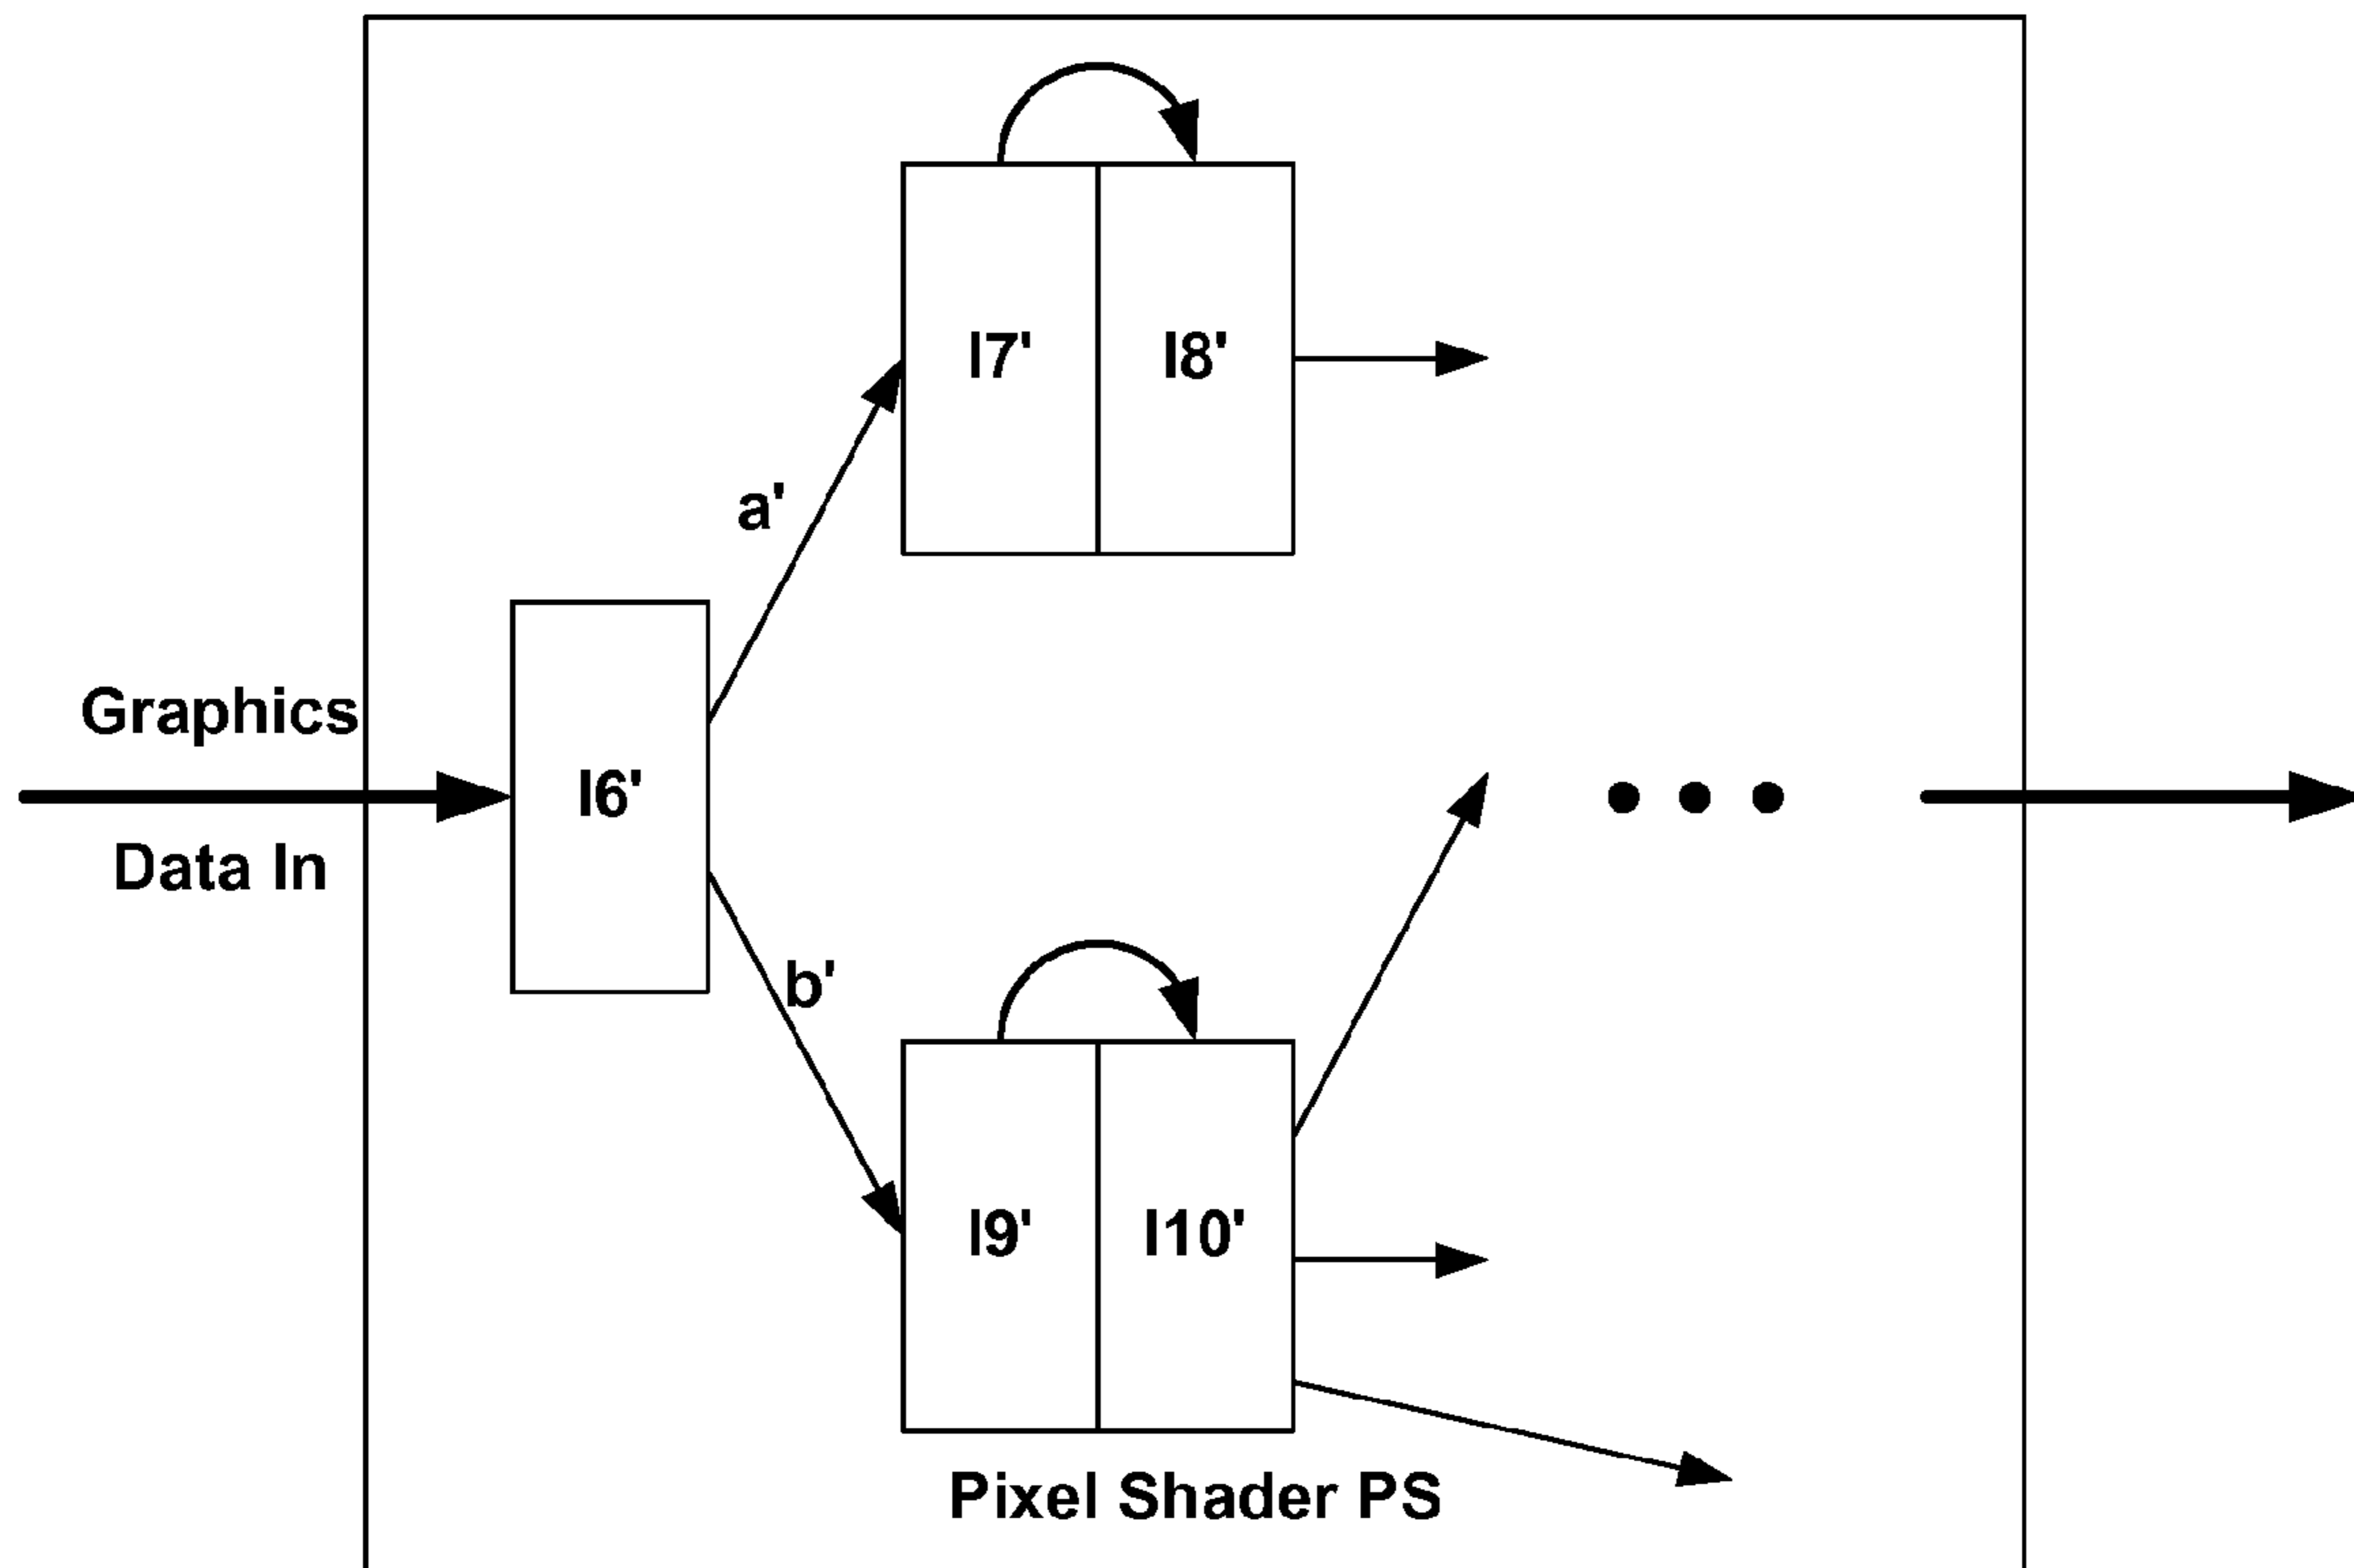 I7'
I8'
a'
Graphics
I6'
Data In
b'
I9'
I10'
Pixel Shader PS